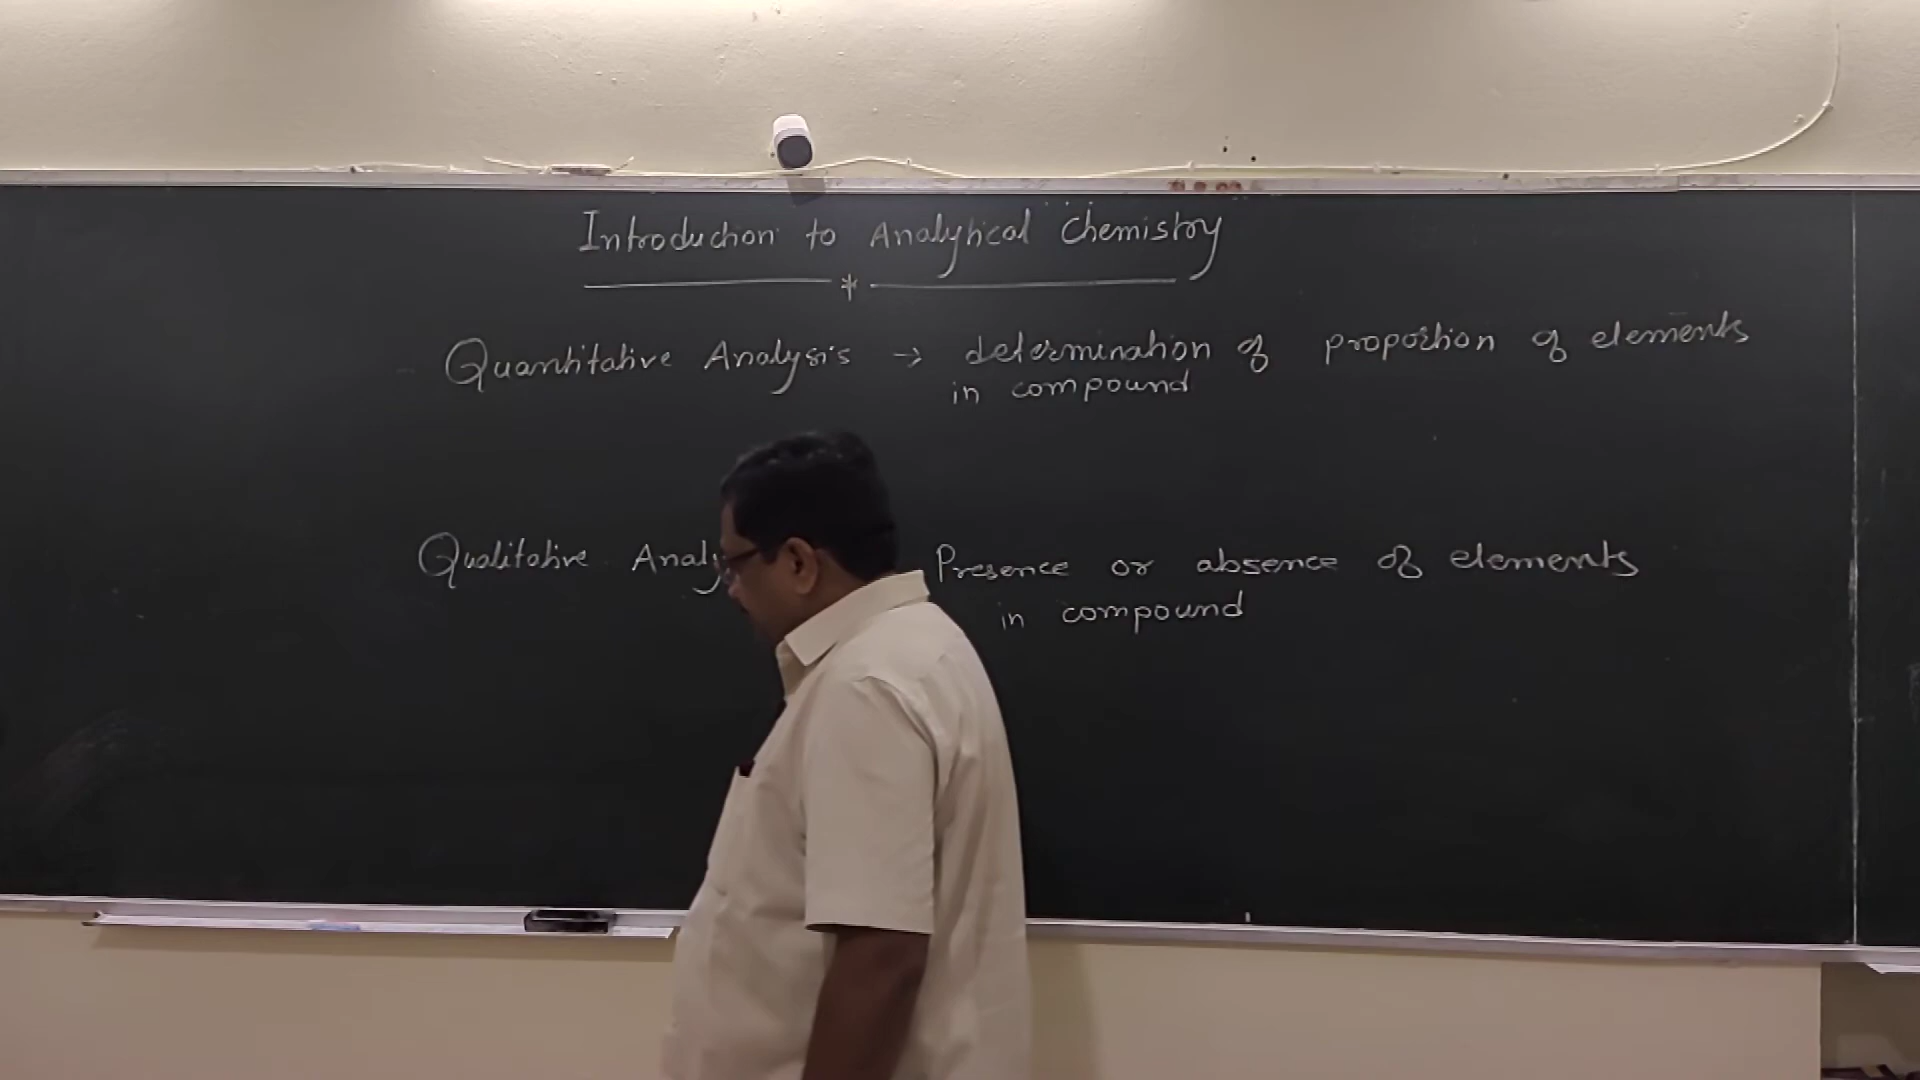 Introduction to Analytical Chemistry
Quantitative Analysis → determination of proportion of elements
in compound
Qualitative Analy Presence or absence of elements
in compound